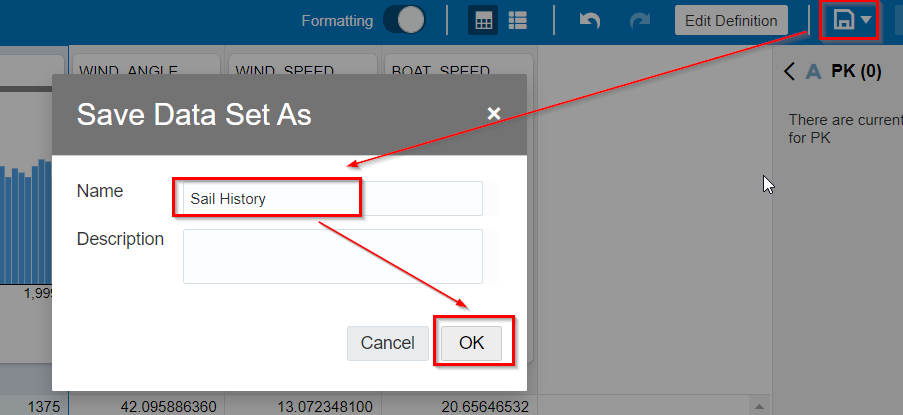 Formatting
Edit Definition
WIND_ANGLE
WIND_SPEED
BOAT_SPEED
PK (0)
There are current
for PK
Save Data Set As
Name
Sail History
Description
Cancel
OK
1,999
1375
42.095886360
13.072348100
20.65646532